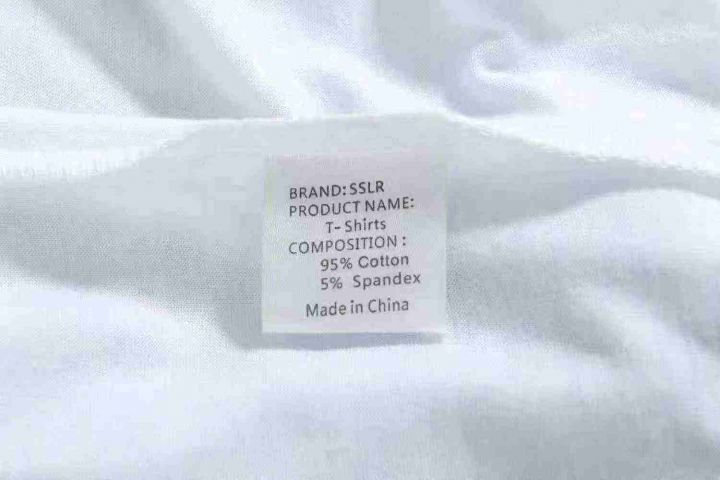 BRAND: SSLR
PRODUCT NAME:
T- Shirts
COMPOSITION :
95% Cotton
5% Spandex
Made in China